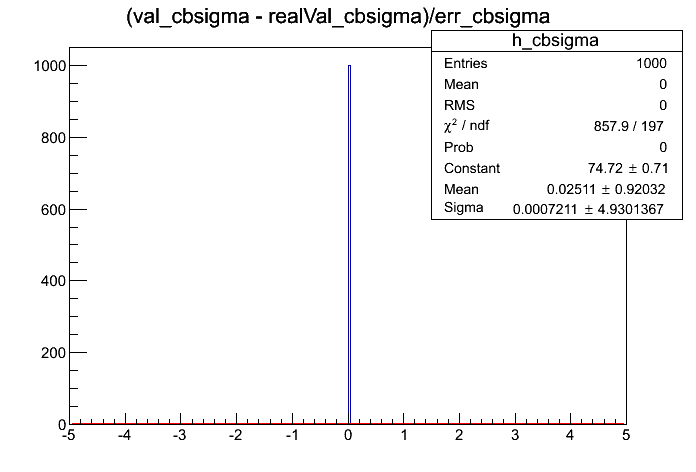 (val_cbsigma - realVal_cbsigma)/err_cbsigma
h_cbsigma
Entries 1000
Mean 0
RMS 0
χ² / ndf 857.9 / 197
Prob 0
Constant 74.72 ± 0.71
Mean 0.02511 ± 0.92032
Sigma 0.0007211 ± 4.9301367
1000
800
600
400
200
0
-5 -4 -3 -2 -1 0 1 2 3 4 5